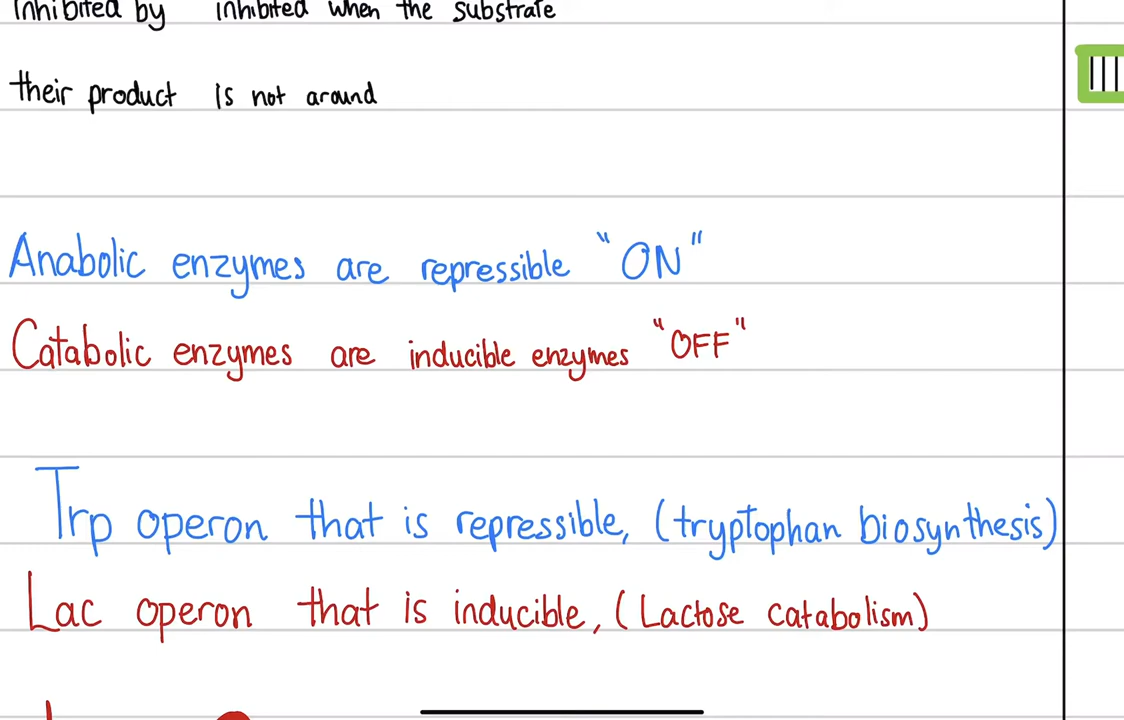 inhibited by inhibited when the substrate
their product is not around
Anabolic enzymes are repressible "ON"
Catabolic enzymes are inducible enzymes "OFF"
Trp operon that is repressible, (tryptophan biosynthesis)
Lac operon that is inducible, (Lactose catabolism)